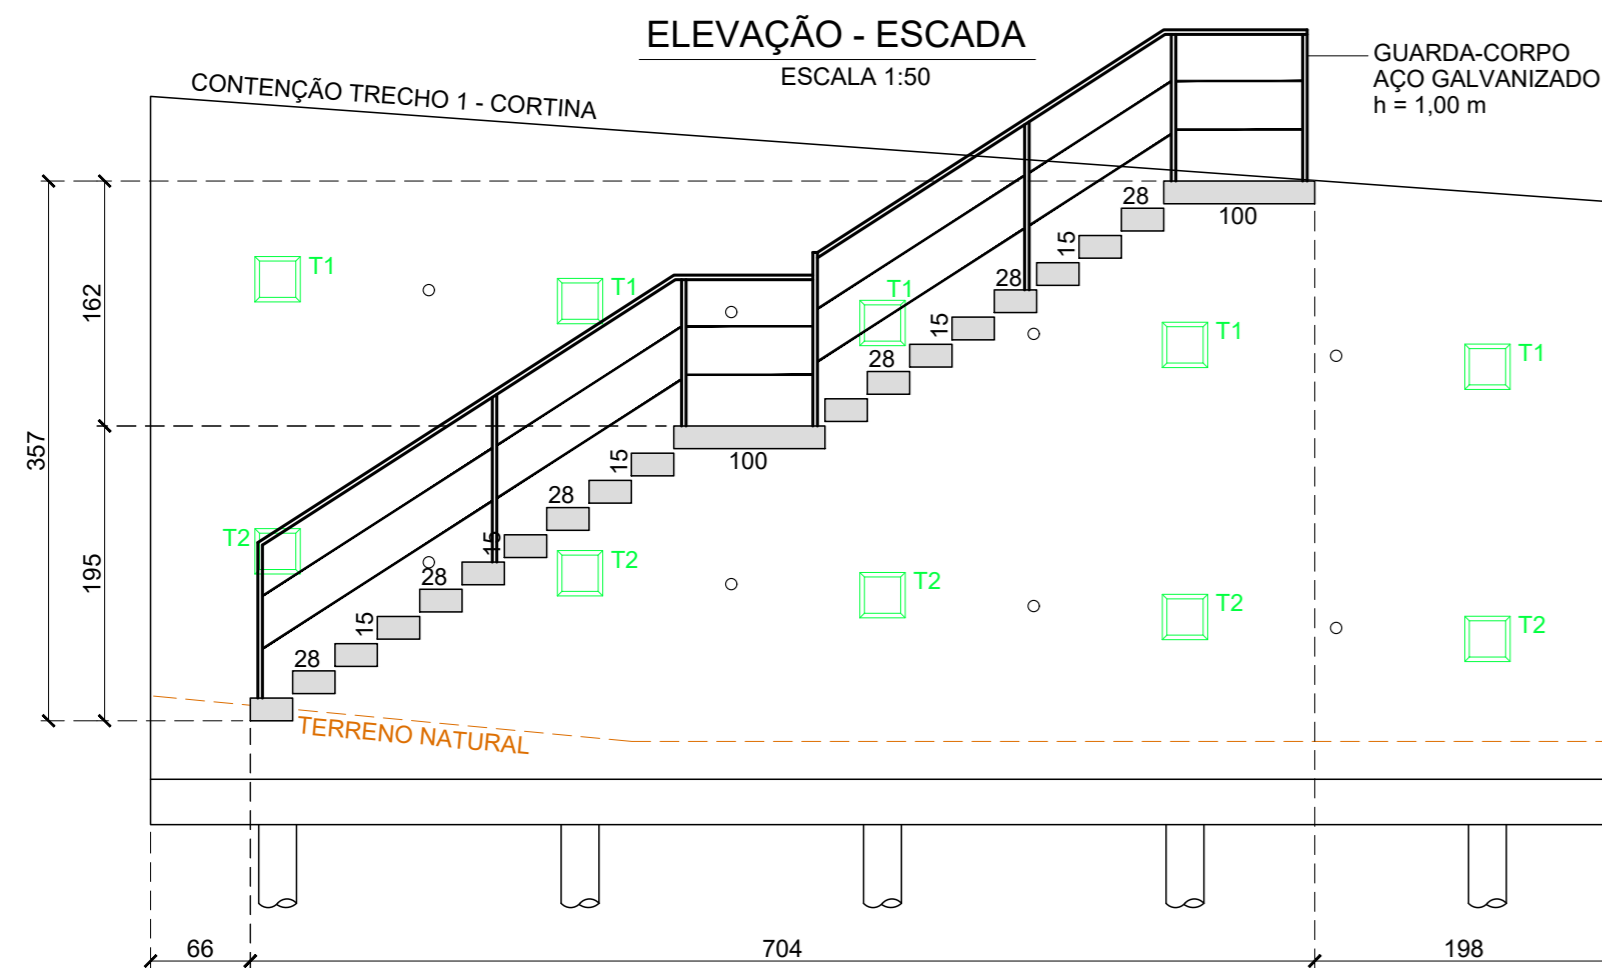 ELEVAÇÃO - ESCADA
ESCALA 1:50
GUARDA-CORPO
AÇO GALVANIZADO
h = 1,00 m
CONTENÇÃO TRECHO 1 - CORTINA
28
100
15
T1
T1
T1
T1
T1
28
162
15
28
357
100
15
28
T2
15
T2
T2
T2
T2
195
28
15
28
TERRENO NATURAL
66
704
198